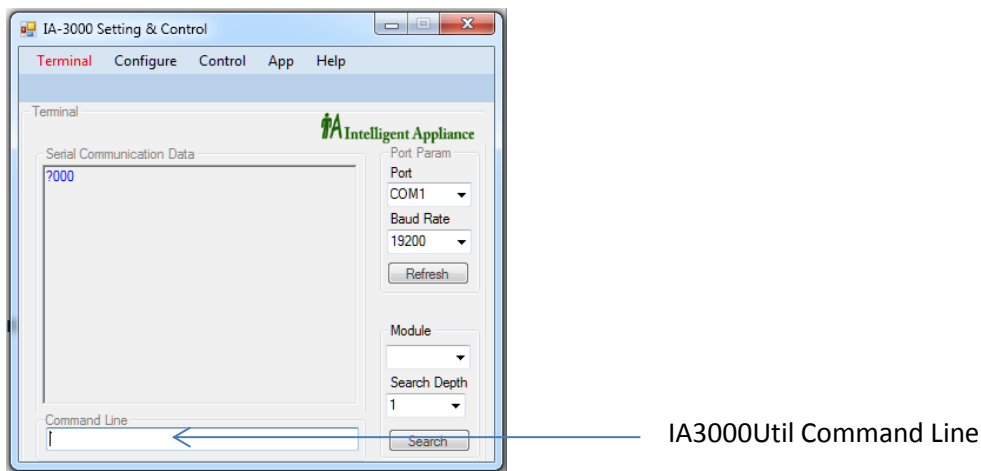 IA-3000 Setting & Control
Terminal Configure Control App Help
Terminal
iA Intelligent Appliance
Serial Communication Data
?000
Port Param
Port
COM1
Baud Rate
19200
Refresh
Module
Search Depth
1
Search
Command Line
IA3000Util Command Line